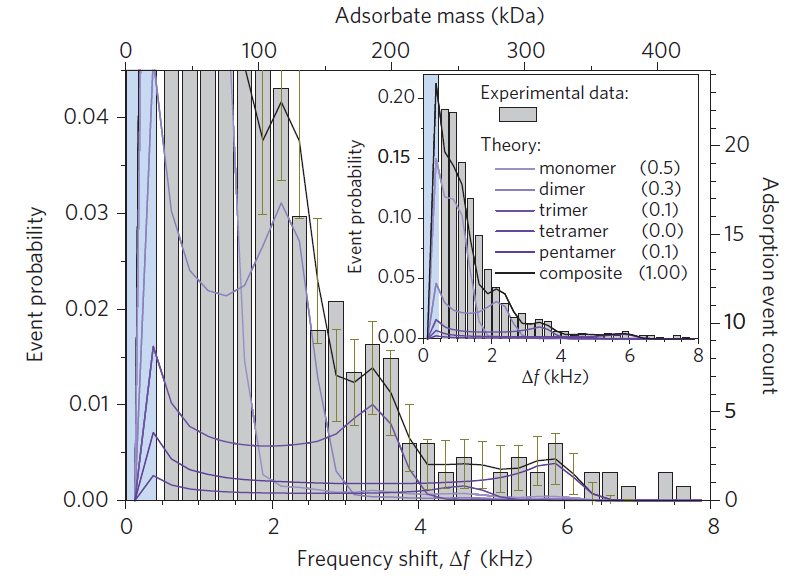 Adsorbate mass (kDa)
0 100 200 300 400
0.04
0.03
0.02
0.01
0.00
Event probability
0 2 4 6 8
Frequency shift, Δf (kHz)
20
15
10
5
0
Adsorption event count
0.20
0.15
0.10
0.05
0.00
Event probability
0 2 4 6 8
Δf (kHz)
Experimental data:
Theory:
monomer (0.5)
dimer (0.3)
trimer (0.1)
tetramer (0.0)
pentamer (0.1)
composite (1.00)